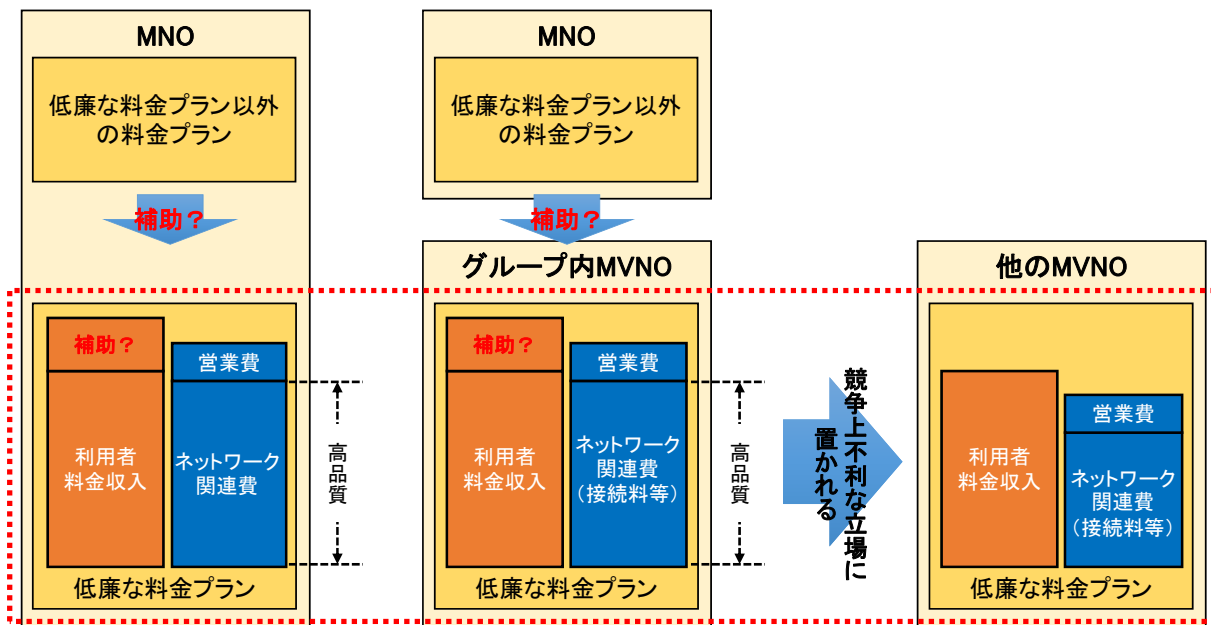 MNO
低廉な料金プラン以外
の料金プラン
補助？
補助？
利用者
料金収入
営業費
ネットワーク
関連費
高品質
低廉な料金プラン
MNO
低廉な料金プラン以外
の料金プラン
補助？
グループ内MVNO
補助？
利用者
料金収入
営業費
ネットワーク
関連費
(接続料等)
高品質
低廉な料金プラン
競争上不利な立場に
置かれる
他のMVNO
利用者
料金収入
営業費
ネットワーク
関連費
(接続料等)
低廉な料金プラン